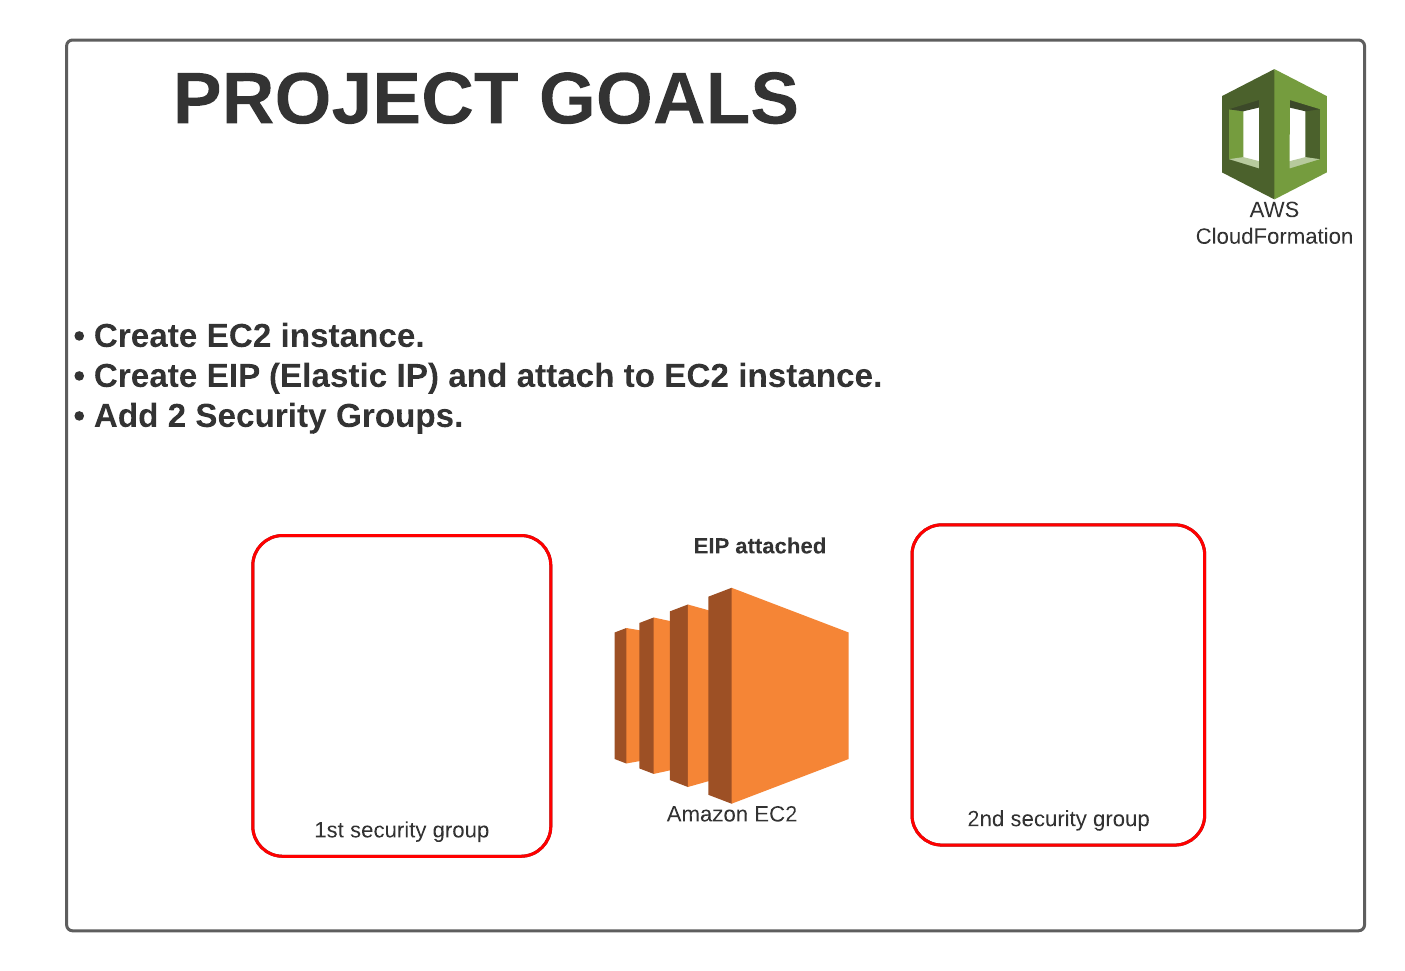 PROJECT GOALS
AWS
CloudFormation
• Create EC2 instance.
• Create EIP (Elastic IP) and attach to EC2 instance.
• Add 2 Security Groups.
EIP attached
1st security group
Amazon EC2
2nd security group